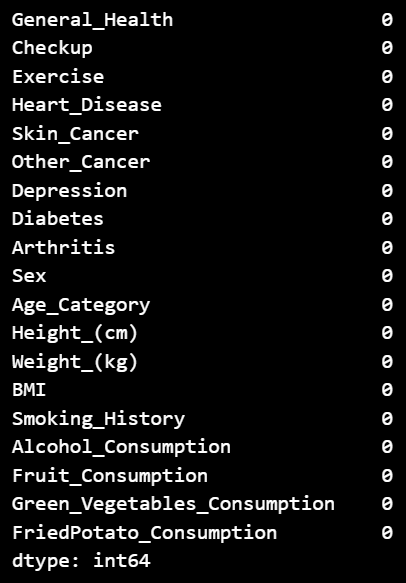 General_Health 0
Checkup 0
Exercise 0
Heart_Disease 0
Skin_Cancer 0
Other_Cancer 0
Depression 0
Diabetes 0
Arthritis 0
Sex 0
Age_Category 0
Height_(cm) 0
Weight_(kg) 0
BMI 0
Smoking_History 0
Alcohol_Consumption 0
Fruit_Consumption 0
Green_Vegetables_Consumption 0
FriedPotato_Consumption 0
dtype: int64